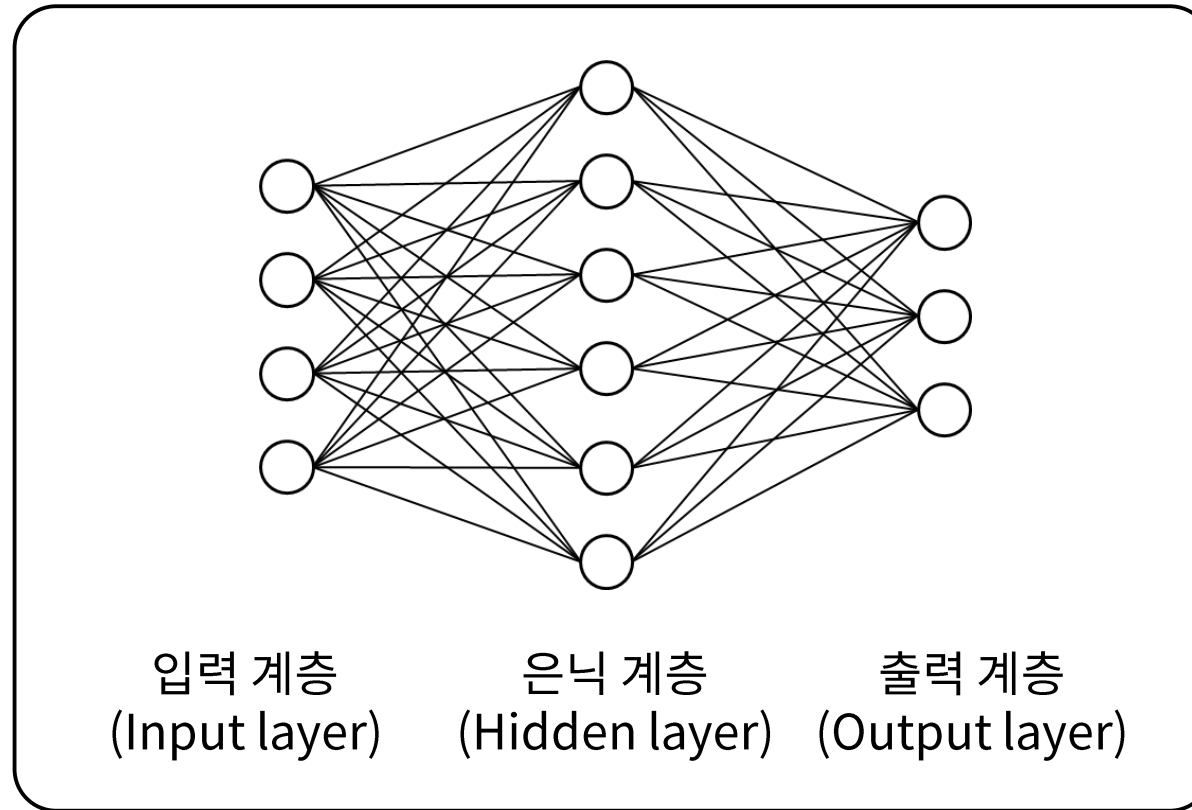 입력 계층
(Input layer)
은닉 계층
(Hidden layer)
출력 계층
(Output layer)